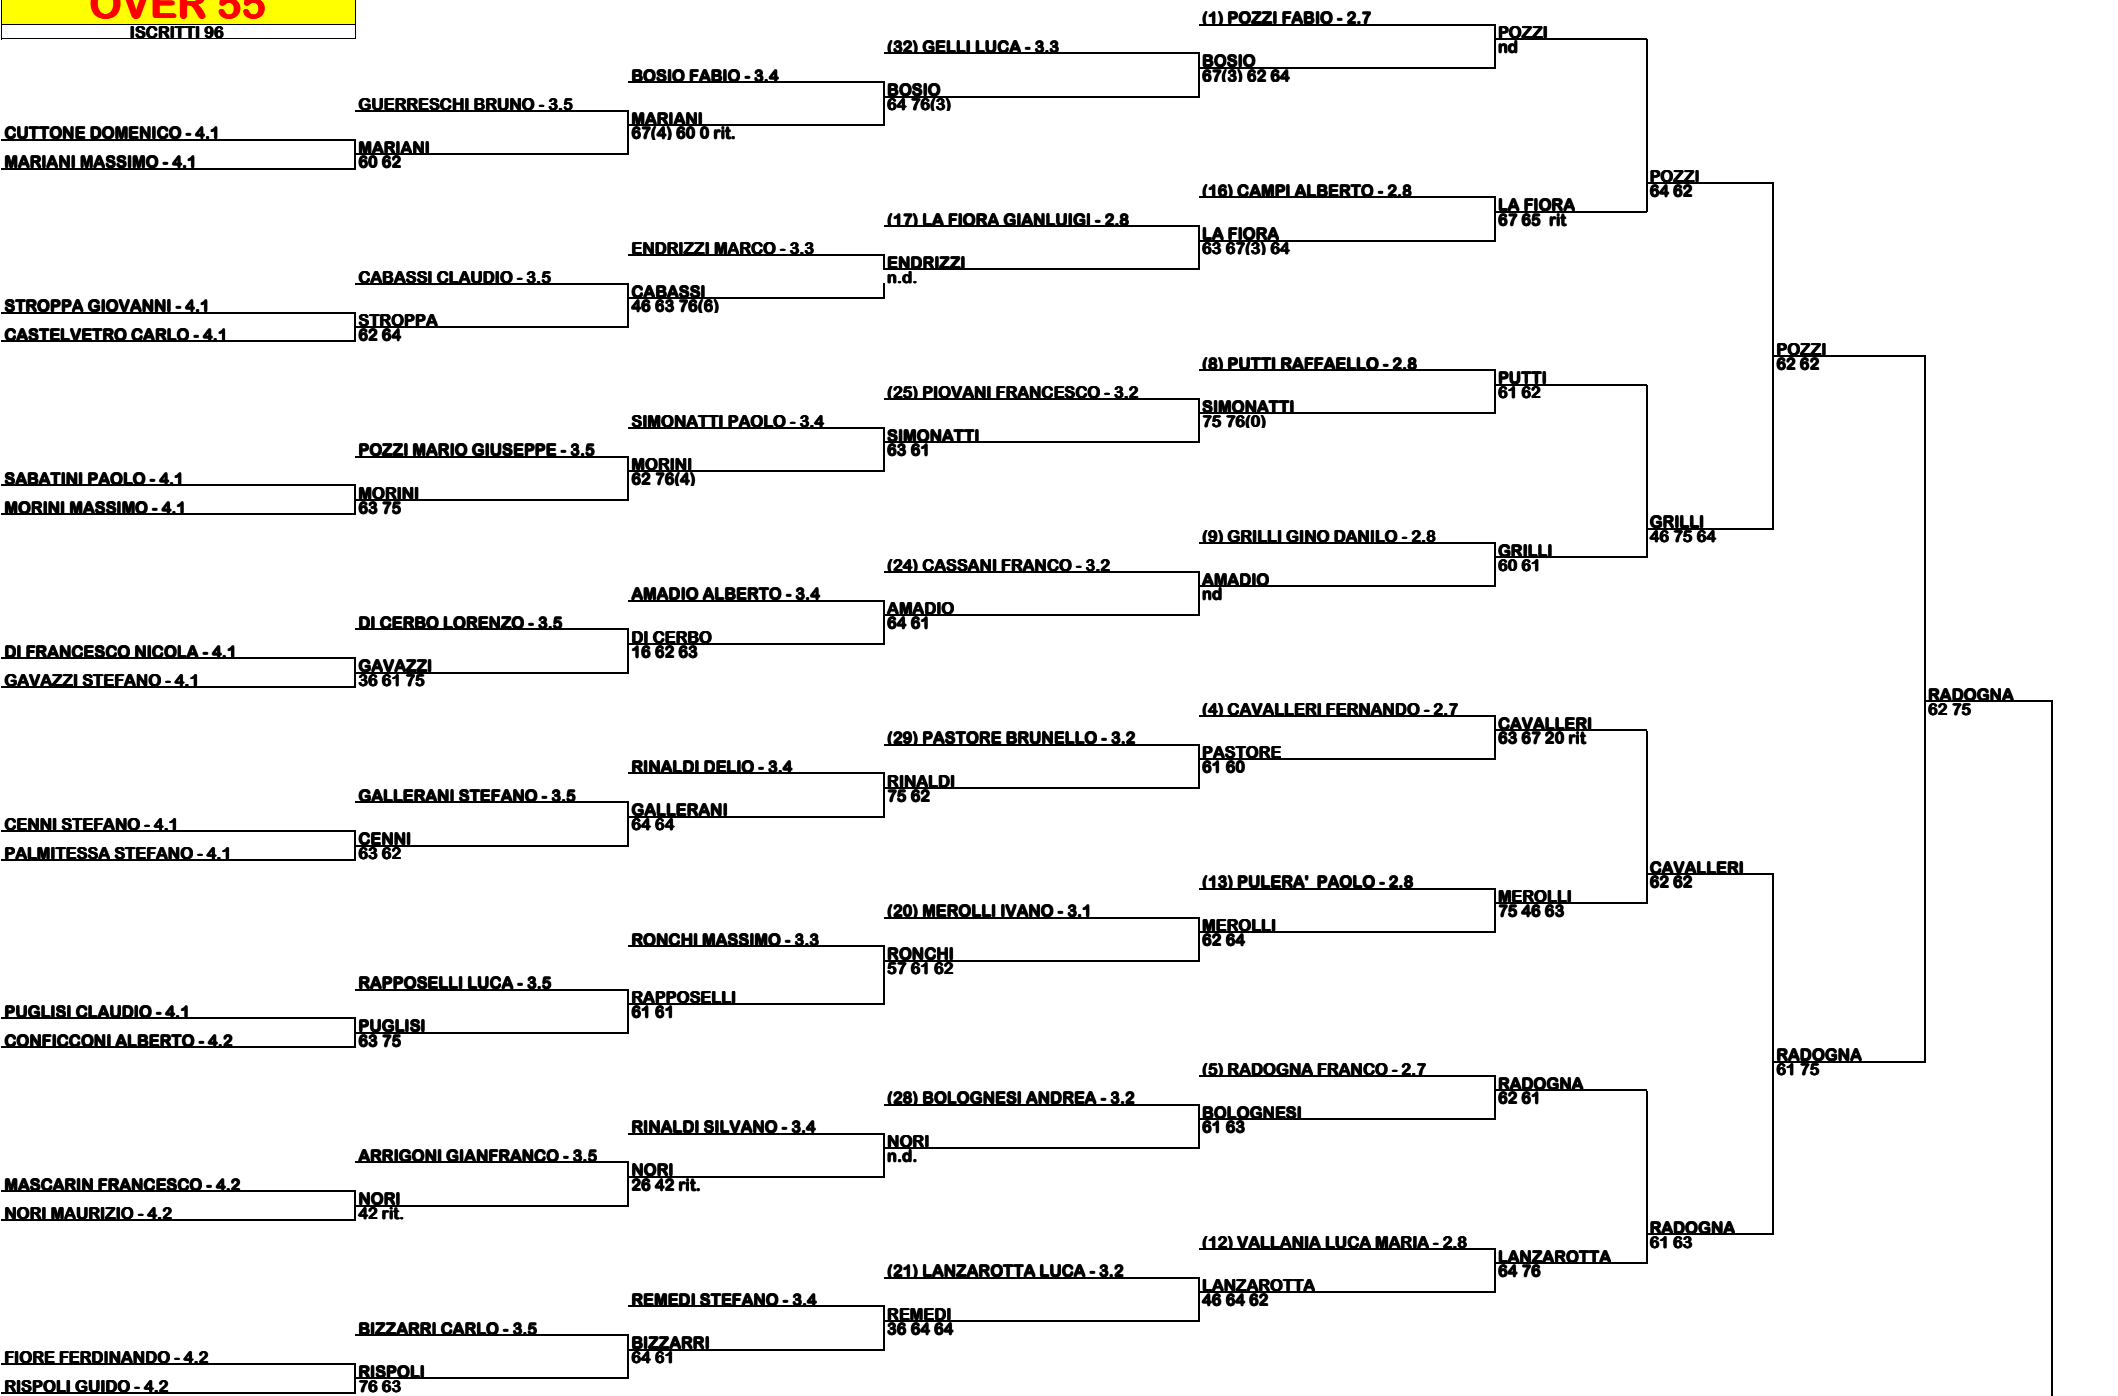 OVER 55
ISCRITTI 96
CUTTONE DOMENICO - 4.1
MARIANI MASSIMO - 4.1
STROPPA GIOVANNI - 4.1
CASTELVETRO CARLO - 4.1
SABATINI PAOLO - 4.1
MORINI MASSIMO - 4.1
DI FRANCESCO NICOLA - 4.1
GAVAZZI STEFANO - 4.1
CENNI STEFANO - 4.1
PALMITESSA STEFANO - 4.1
PUGLISI CLAUDIO - 4.1
CONFICCONI ALBERTO - 4.2
MASCARIN FRANCESCO - 4.2
NORI MAURIZIO - 4.2
FIORE FERDINANDO - 4.2
RISPOLI GUIDO - 4.2
GUERRESCHI BRUNO - 3.5
MARIANI
60 62
CABASSI CLAUDIO - 3.5
STROPPA
62 64
POZZI MARIO GIUSEPPE - 3.5
MORINI
63 75
DI CERBO LORENZO - 3.5
GAVAZZI
36 61 75
GALLERANI STEFANO - 3.5
CENNI
63 62
RAPPOSELLI LUCA - 3.5
PUGLISI
63 75
ARRIGONI GIANFRANCO - 3.5
NORI
42 rit.
BIZZARRI CARLO - 3.5
RISPOLI
76 63
BOSIO FABIO - 3.4
MARIANI
67(4) 60 0 rit.
ENDRIZZI MARCO - 3.3
CABASSI
46 63 76(6)
SIMONATTI PAOLO - 3.4
MORINI
62 76(4)
AMADIO ALBERTO - 3.4
DI CERBO
16 62 63
RINALDI DELIO - 3.4
GALLERANI
64 64
RONCHI MASSIMO - 3.3
RAPPOSELLI
61 61
RINALDI SILVANO - 3.4
NORI
26 42 rit.
REMEDI STEFANO - 3.4
BIZZARRI
64 61
(32) GELLI LUCA - 3.3
BOSIO
64 76(3)
(17) LA FIORA GIANLUIGI - 2.8
ENDRIZZI
n.d.
(25) PIOVANI FRANCESCO - 3.2
SIMONATTI
63 61
(24) CASSANI FRANCO - 3.2
AMADIO
64 61
(29) PASTORE BRUNELLO - 3.2
RINALDI
75 62
(20) MEROLLI IVANO - 3.1
RONCHI
57 61 62
(28) BOLOGNESI ANDREA - 3.2
NORI
n.d.
(21) LANZAROTTA LUCA - 3.2
REMEDI
36 64 64
(1) POZZI FABIO - 2.7
BOSIO
67(3) 62 64
(16) CAMPI ALBERTO - 2.8
LA FIORA
63 67(3) 64
(8) PUTTI RAFFAELLO - 2.8
SIMONATTI
75 76(0)
(9) GRILLI GINO DANILO - 2.8
AMADIO
nd
(4) CAVALLERI FERNANDO - 2.7
PASTORE
61 60
(13) PULERA' PAOLO - 2.8
MEROLLI
62 64
(5) RADOGNA FRANCO - 2.7
BOLOGNESI
61 63
(12) VALLANIA LUCA MARIA - 2.8
LANZAROTTA
46 64 62
POZZI
nd
LA FIORA
67 65 rit
PUTTI
61 62
GRILLI
60 61
CAVALLERI
63 67 20 rit
MEROLLI
75 46 63
RADOGNA
62 61
LANZAROTTA
64 76
POZZI
64 62
GRILLI
46 75 64
CAVALLERI
62 62
RADOGNA
61 63
POZZI
62 62
RADOGNA
61 75
RADOGNA
62 75